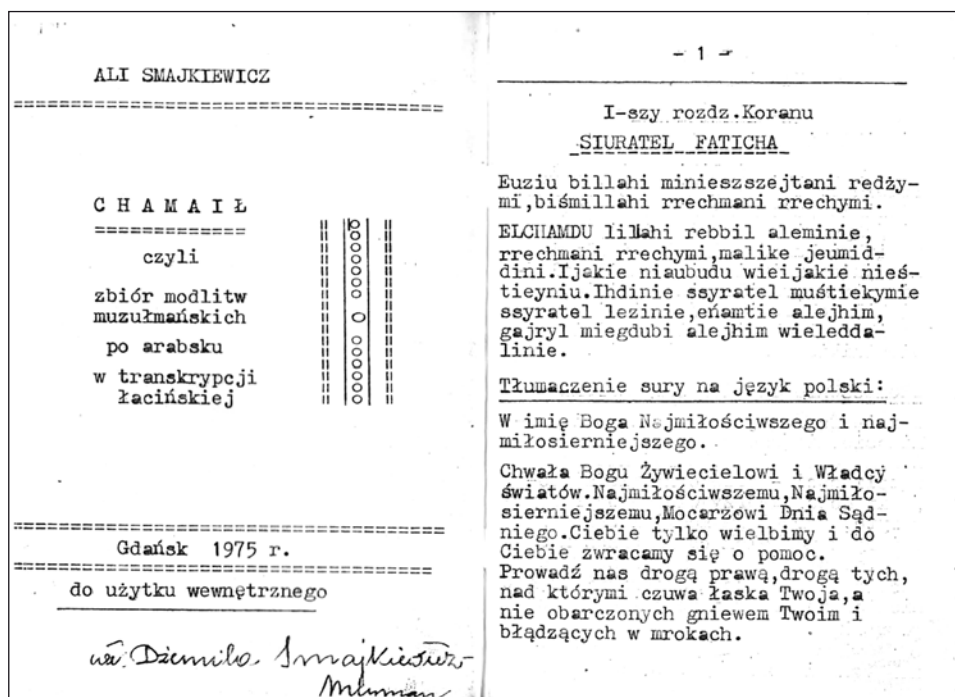 ALI SMAJKIEWICZ
C H A M A I Ł
czyli
zbiór modlitw
muzułmańskich
po arabsku
w transkrypcji
łacińskiej
Gdańsk 1975 r.
do użytku wewnętrznego
wł. Dżemila Smajkiewicz-
Murman
- 1 -
I-szy rozdz.Koranu
SIURATEL FATICHA
Euziu billahi minieszszejtani redży-
mi,biśmillahi rrechmani rrechymi.
ELCHAMDU lillahi rebbil aleminie,
rrechmani rrechymi,malike jeumid-
dini.Ijakie niaubudu wieijakie nieś-
tieyniu.Ihdinie ssyratel muśtiekymie
ssyratel lezinie,eńamtie alejhim,
gajryl miegdubi alejhim wieledda-
linie.
Tłumaczenie sury na język polski:
W imię Boga Najmiłościwszego i naj-
miłosierniejszego.
Chwała Bogu Żywicielowi i Władcy
światów.Najmiłościwszemu,Najmiło-
sierniejszemu,Mocarzowi Dnia Sąd-
niego.Ciebie tylko wielbimy i do
Ciebie zwracamy się o pomoc.
Prowadź nas drogą prawą,drogą tych,
nad którymi czuwa łaska Twoja,a
nie obarczonych gniewem Twoim i
błądzących w mrokach.